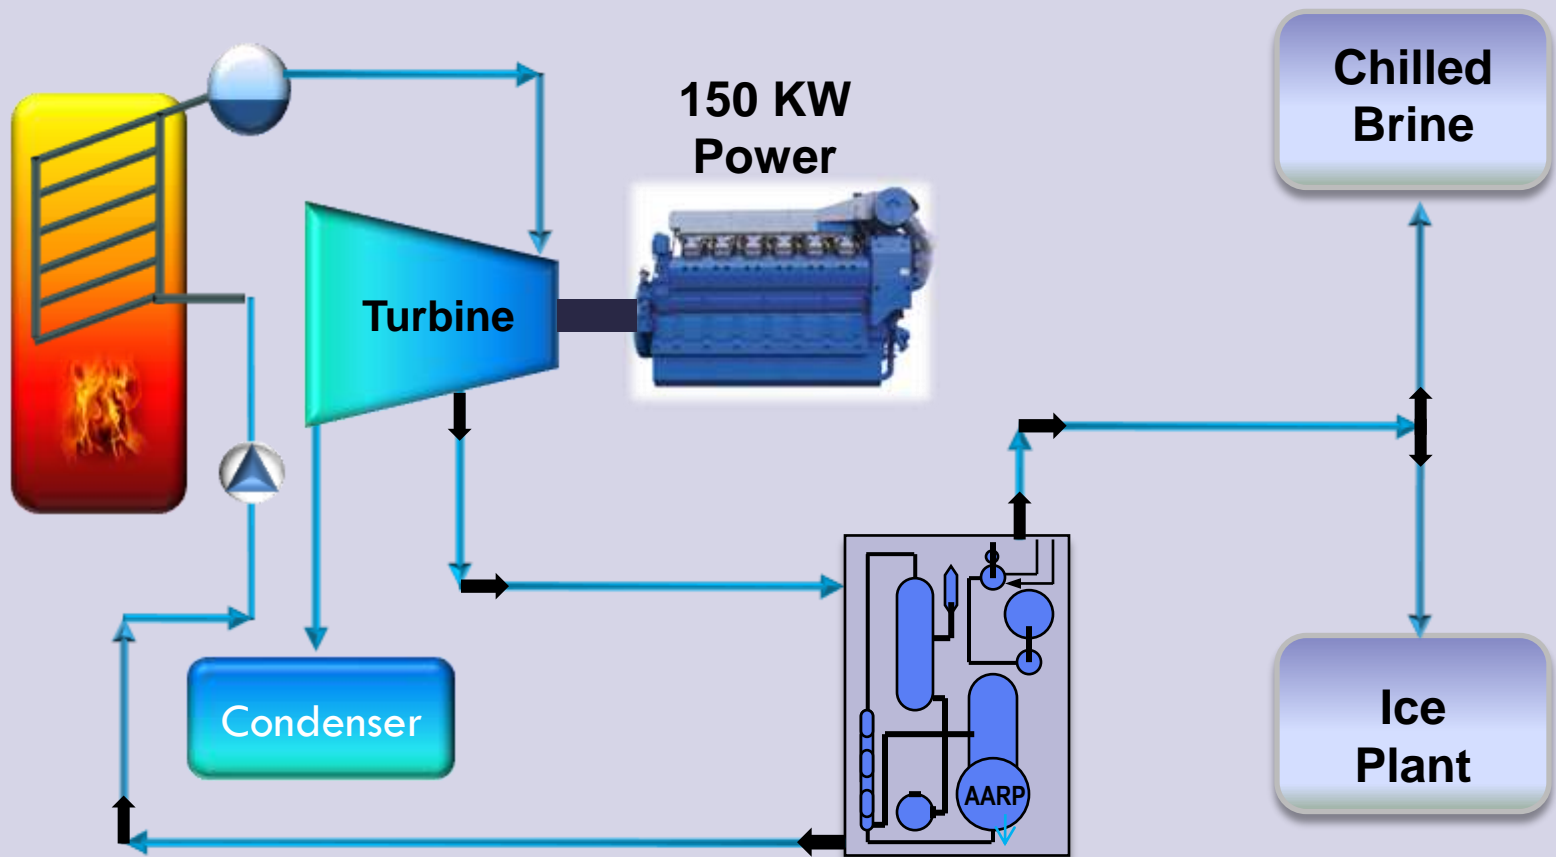 150 KW
Power
Chilled
Brine
Turbine
Condenser
AARP
Ice
Plant